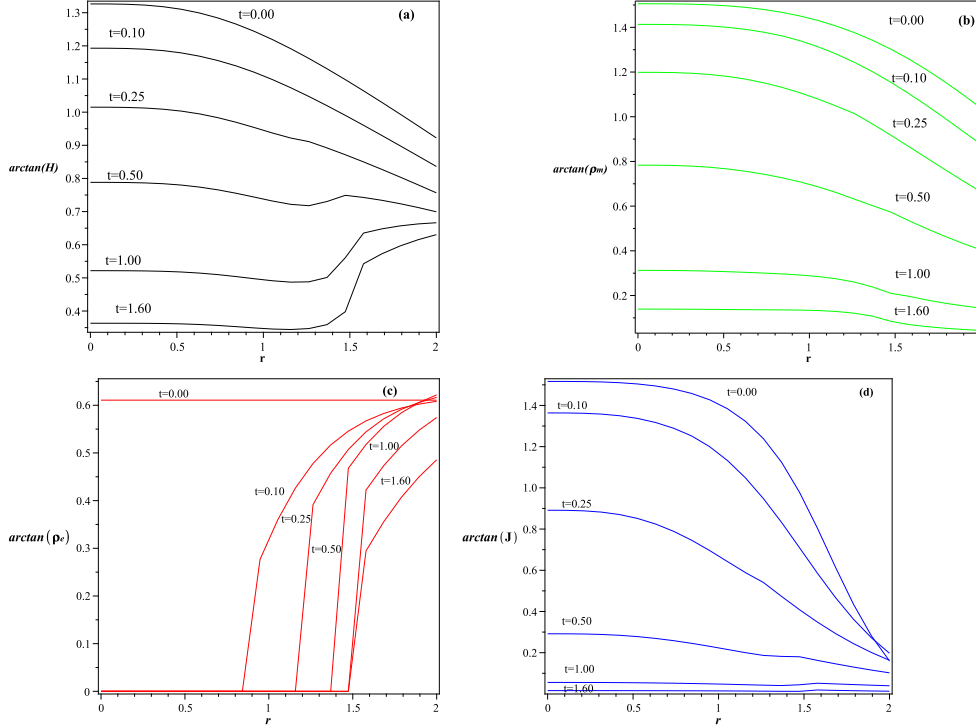 (a)
t=0.00
t=0.10
t=0.25
t=0.50
t=1.00
t=1.60
1.3
1.2
1.1
1.0
0.9
0.8
0.7
0.6
0.5
0.4
arctan(H)
0 0.5 1 1.5 2
r
(b)
t=0.00
t=0.10
t=0.25
t=0.50
t=1.00
t=1.60
1.4
1.2
1.0
0.8
0.6
0.4
0.2
arctan(ρm)
0 0.5 1 1.5
r
(c)
t=0.00
t=0.10
t=0.25
t=0.50
t=1.00
t=1.60
0.6
0.5
0.4
0.3
0.2
0.1
0
arctan(ρe)
0 0.5 1 1.5 2
r
(d)
t=0.00
t=0.10
t=0.25
t=0.50
t=1.00
t=1.60
1.4
1.2
1.0
0.8
0.6
0.4
0.2
arctan(J)
0 0.5 1 1.5 2
r